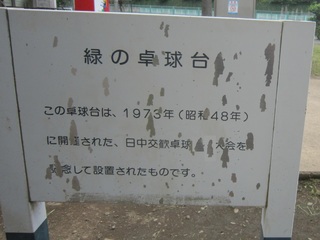 緑の卓球台
この卓球台は、1973年（昭和48年）
に開催された、日中交歓卓球 大会を
念して設置されたものです。